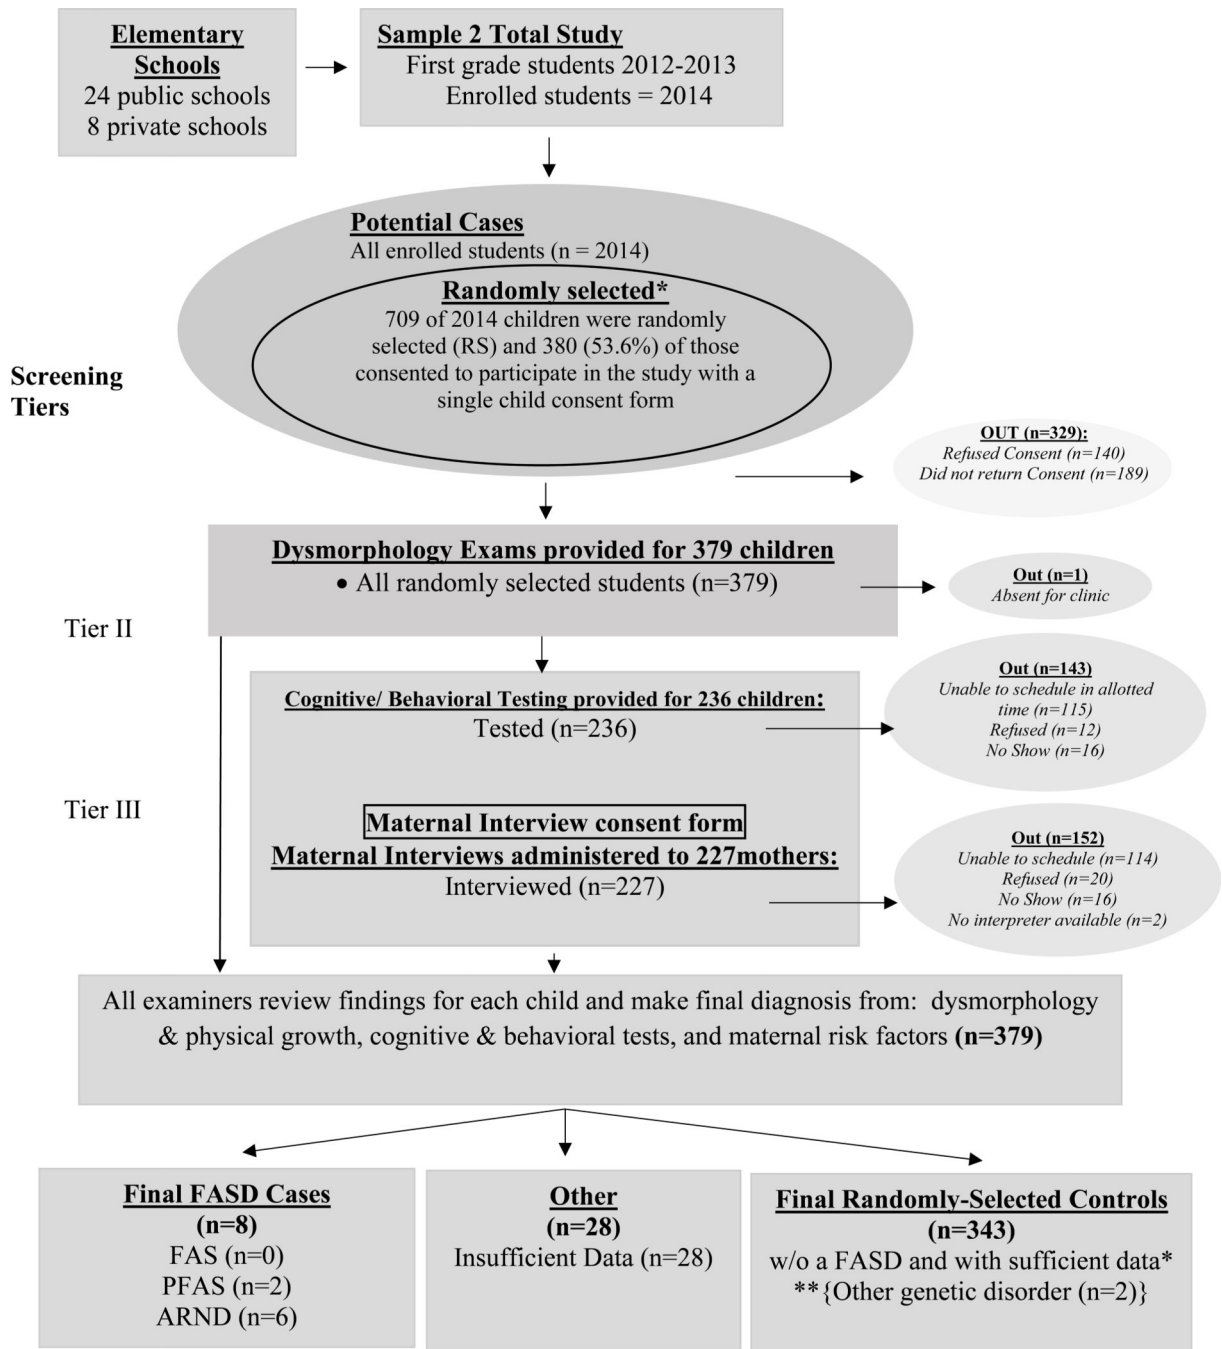 Elementary
Schools
24 public schools
8 private schools
Sample 2 Total Study
First grade students 2012-2013
Enrolled students = 2014
Potential Cases
All enrolled students (n = 2014)
Randomly selected*
709 of 2014 children were randomly
selected (RS) and 380 (53.6%) of those
consented to participate in the study with a
single child consent form
Screening
Tiers
OUT (n=329):
Refused Consent (n=140)
Did not return Consent (n=189)
Dysmorphology Exams provided for 379 children
• All randomly selected students (n=379)
Out (n=1)
Absent for clinic
Tier II
Cognitive/ Behavioral Testing provided for 236 children:
Tested (n=236)
Out (n=143)
Unable to schedule in allotted
time (n=115)
Refused (n=12)
No Show (n=16)
Tier III
Maternal Interview consent form
Maternal Interviews administered to 227mothers:
Interviewed (n=227)
Out (n=152)
Unable to schedule (n=114)
Refused (n=20)
No Show (n=16)
No interpreter available (n=2)
All examiners review findings for each child and make final diagnosis from: dysmorphology
& physical growth, cognitive & behavioral tests, and maternal risk factors (n=379)
Final FASD Cases
(n=8)
FAS (n=0)
PFAS (n=2)
ARND (n=6)
Other
(n=28)
Insufficient Data (n=28)
Final Randomly-Selected Controls
(n=343)
w/o a FASD and with sufficient data*
**{Other genetic disorder (n=2)}